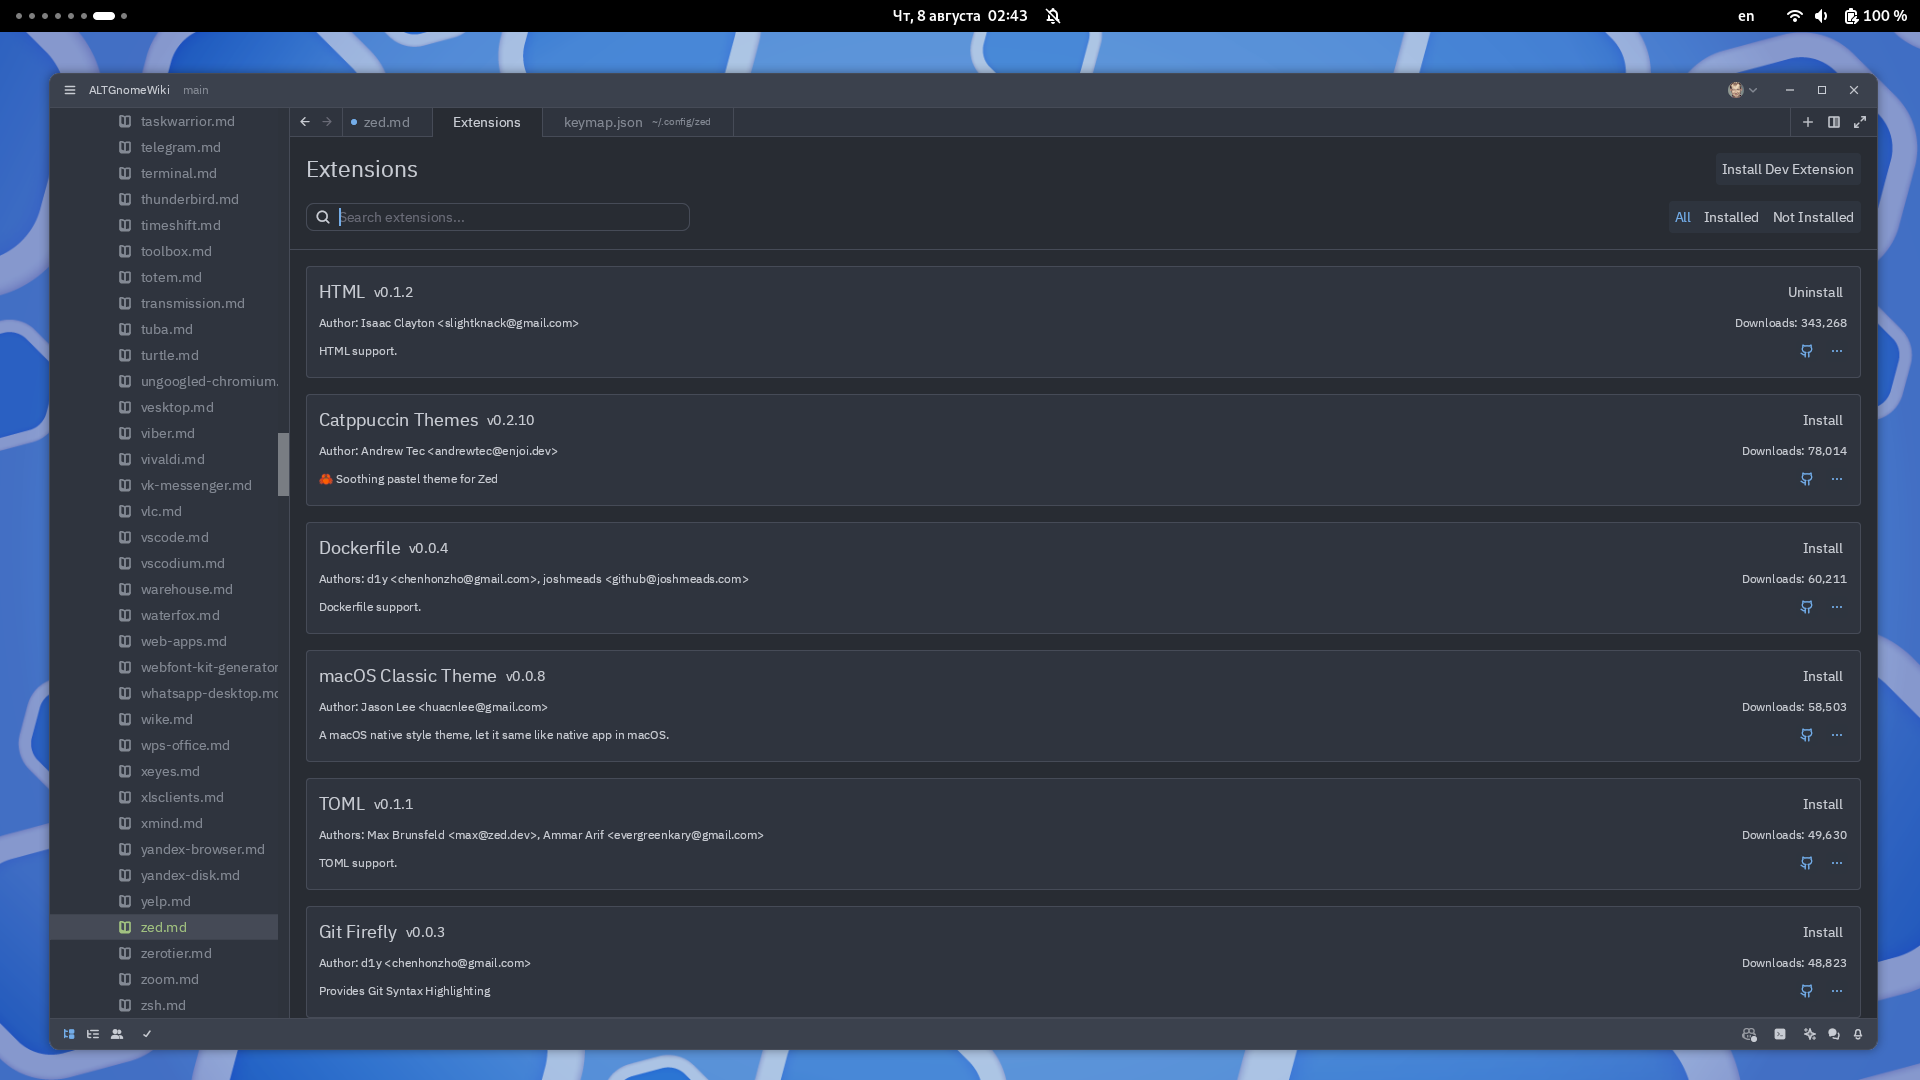 Чт, 8 августа 02:43
en
100 %
ALTGnomeWiki main
taskwarrior.md
telegram.md
terminal.md
thunderbird.md
timeshift.md
toolbox.md
totem.md
transmission.md
tuba.md
turtle.md
ungoogled-chromium.
vesktop.md
viber.md
vivaldi.md
vk-messenger.md
vlc.md
vscode.md
vscodium.md
warehouse.md
waterfox.md
web-apps.md
webfont-kit-generator
whatsapp-desktop.md
wike.md
wps-office.md
xeyes.md
xlsclients.md
xmind.md
yandex-browser.md
yandex-disk.md
yelp.md
zed.md
zerotier.md
zoom.md
zsh.md
zed.md
Extensions
keymap.json ~/.config/zed
Extensions
Install Dev Extension
Search extensions...
All Installed Not Installed
HTML v0.1.2
Uninstall
Author: Isaac Clayton <slightknack@gmail.com>
Downloads: 343,268
HTML support.
Catppuccin Themes v0.2.10
Install
Author: Andrew Tec <andrewtec@enjoi.dev>
Downloads: 78,014
🦀 Soothing pastel theme for Zed
Dockerfile v0.0.4
Install
Authors: d1y <chenhonzho@gmail.com>, joshmeads <github@joshmeads.com>
Downloads: 60,211
Dockerfile support.
macOS Classic Theme v0.0.8
Install
Author: Jason Lee <huacnlee@gmail.com>
Downloads: 58,503
A macOS native style theme, let it same like native app in macOS.
TOML v0.1.1
Install
Authors: Max Brunsfeld <max@zed.dev>, Ammar Arif <evergreenkary@gmail.com>
Downloads: 49,630
TOML support.
Git Firefly v0.0.3
Install
Author: d1y <chenhonzho@gmail.com>
Downloads: 48,823
Provides Git Syntax Highlighting